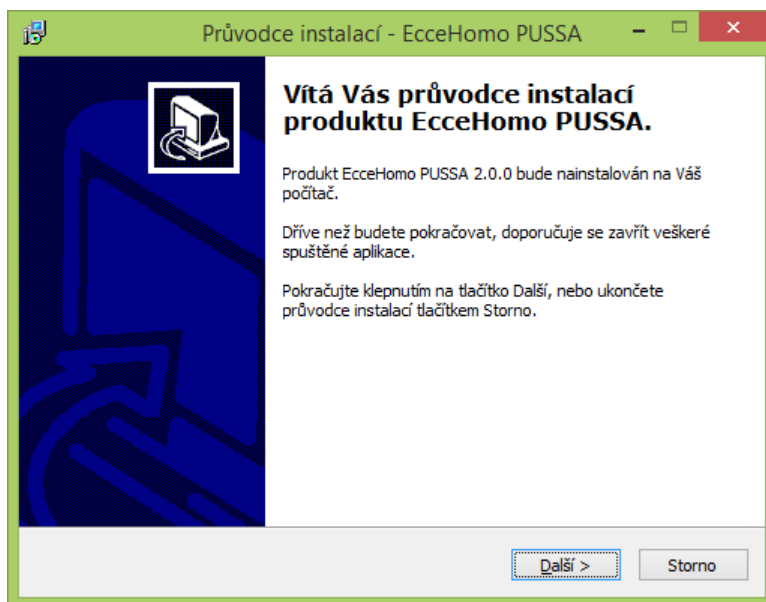 Průvodce instalací - EcceHomo PUSSA
Vítá Vás průvodce instalací
produktu EcceHomo PUSSA.
Produkt EcceHomo PUSSA 2.0.0 bude nainstalován na Váš
počítač.
Dříve než budete pokračovat, doporučuje se zavřít veškeré
spuštěné aplikace.
Pokračujte klepnutím na tlačítko Další, nebo ukončete
průvodce instalací tlačítkem Storno.
Další >
Storno